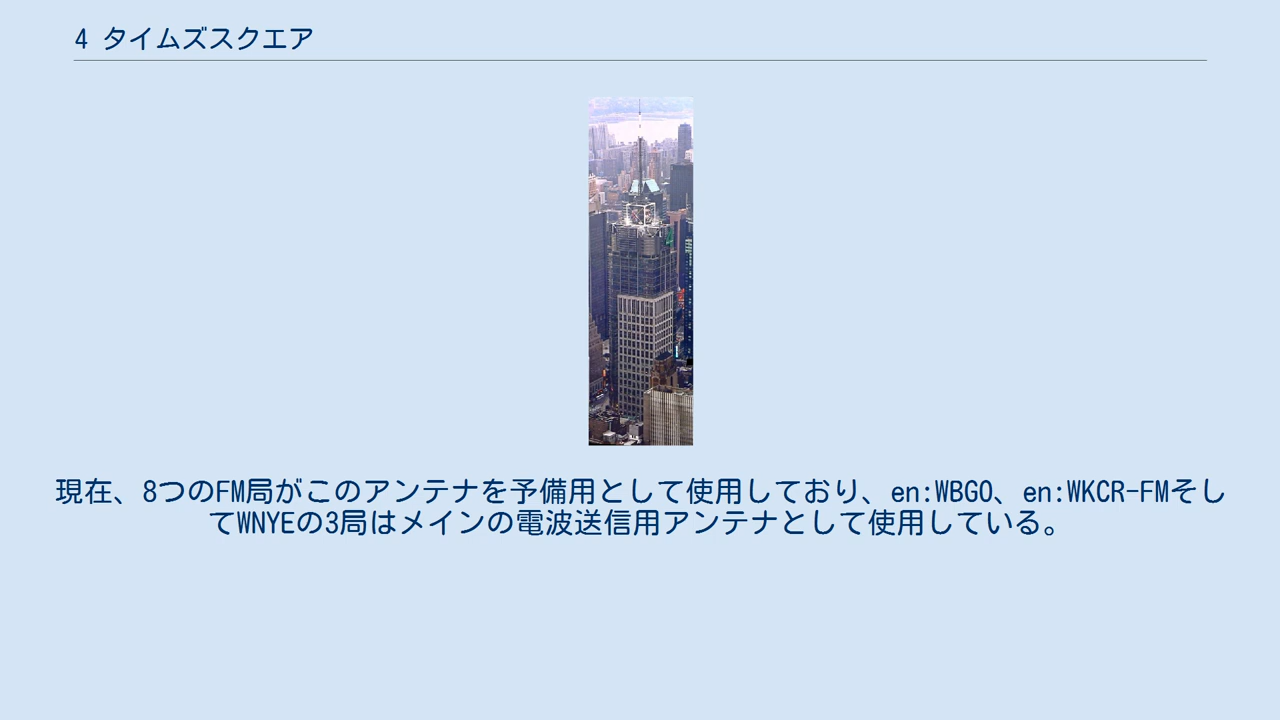 4 タイムズスクエア
現在、8つのFM局がこのアンテナを予備用として使用しており、en:WBGO、en:WKCR-FMそし
てWNYEの3局はメインの電波送信用アンテナとして使用している。